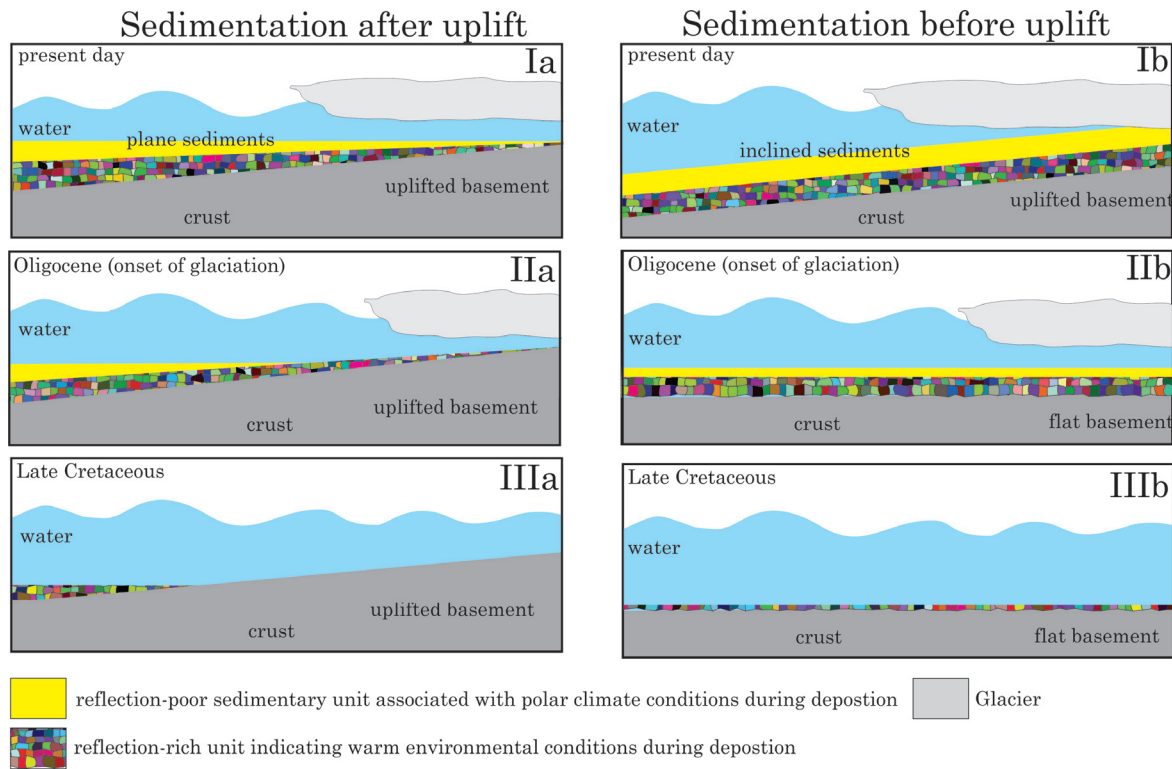 Sedimentation after uplift
present day
Ia
water
plane sediments
uplifted basement
crust
Oligocene (onset of glaciation)
IIa
water
uplifted basement
crust
Late Cretaceous
IIIa
water
uplifted basement
crust
Sedimentation before uplift
present day
Ib
water
inclined sediments
uplifted basement
crust
Oligocene (onset of glaciation)
IIb
water
crust
flat basement
Late Cretaceous
IIIb
water
crust
flat basement
reflection-poor sedimentary unit associated with polar climate conditions during depostion
Glacier
reflection-rich unit indicating warm environmental conditions during depostion